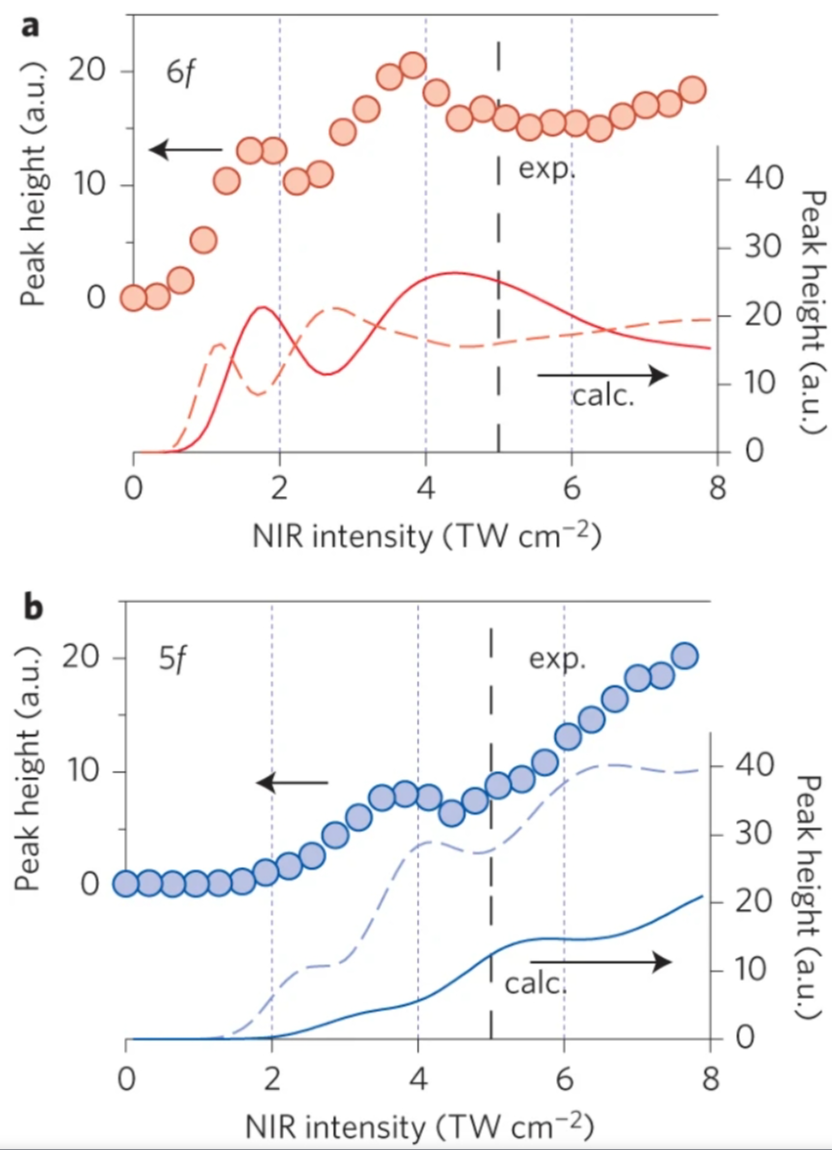 a
6f
Peak height (a.u.)
20
10
0
exp.
40
30
20
10
0
Peak height (a.u.)
calc.
0 2 4 6 8
NIR intensity (TW cm⁻²)
b
5f
Peak height (a.u.)
20
10
0
exp.
40
30
20
10
0
Peak height (a.u.)
calc.
0 2 4 6 8
NIR intensity (TW cm⁻²)